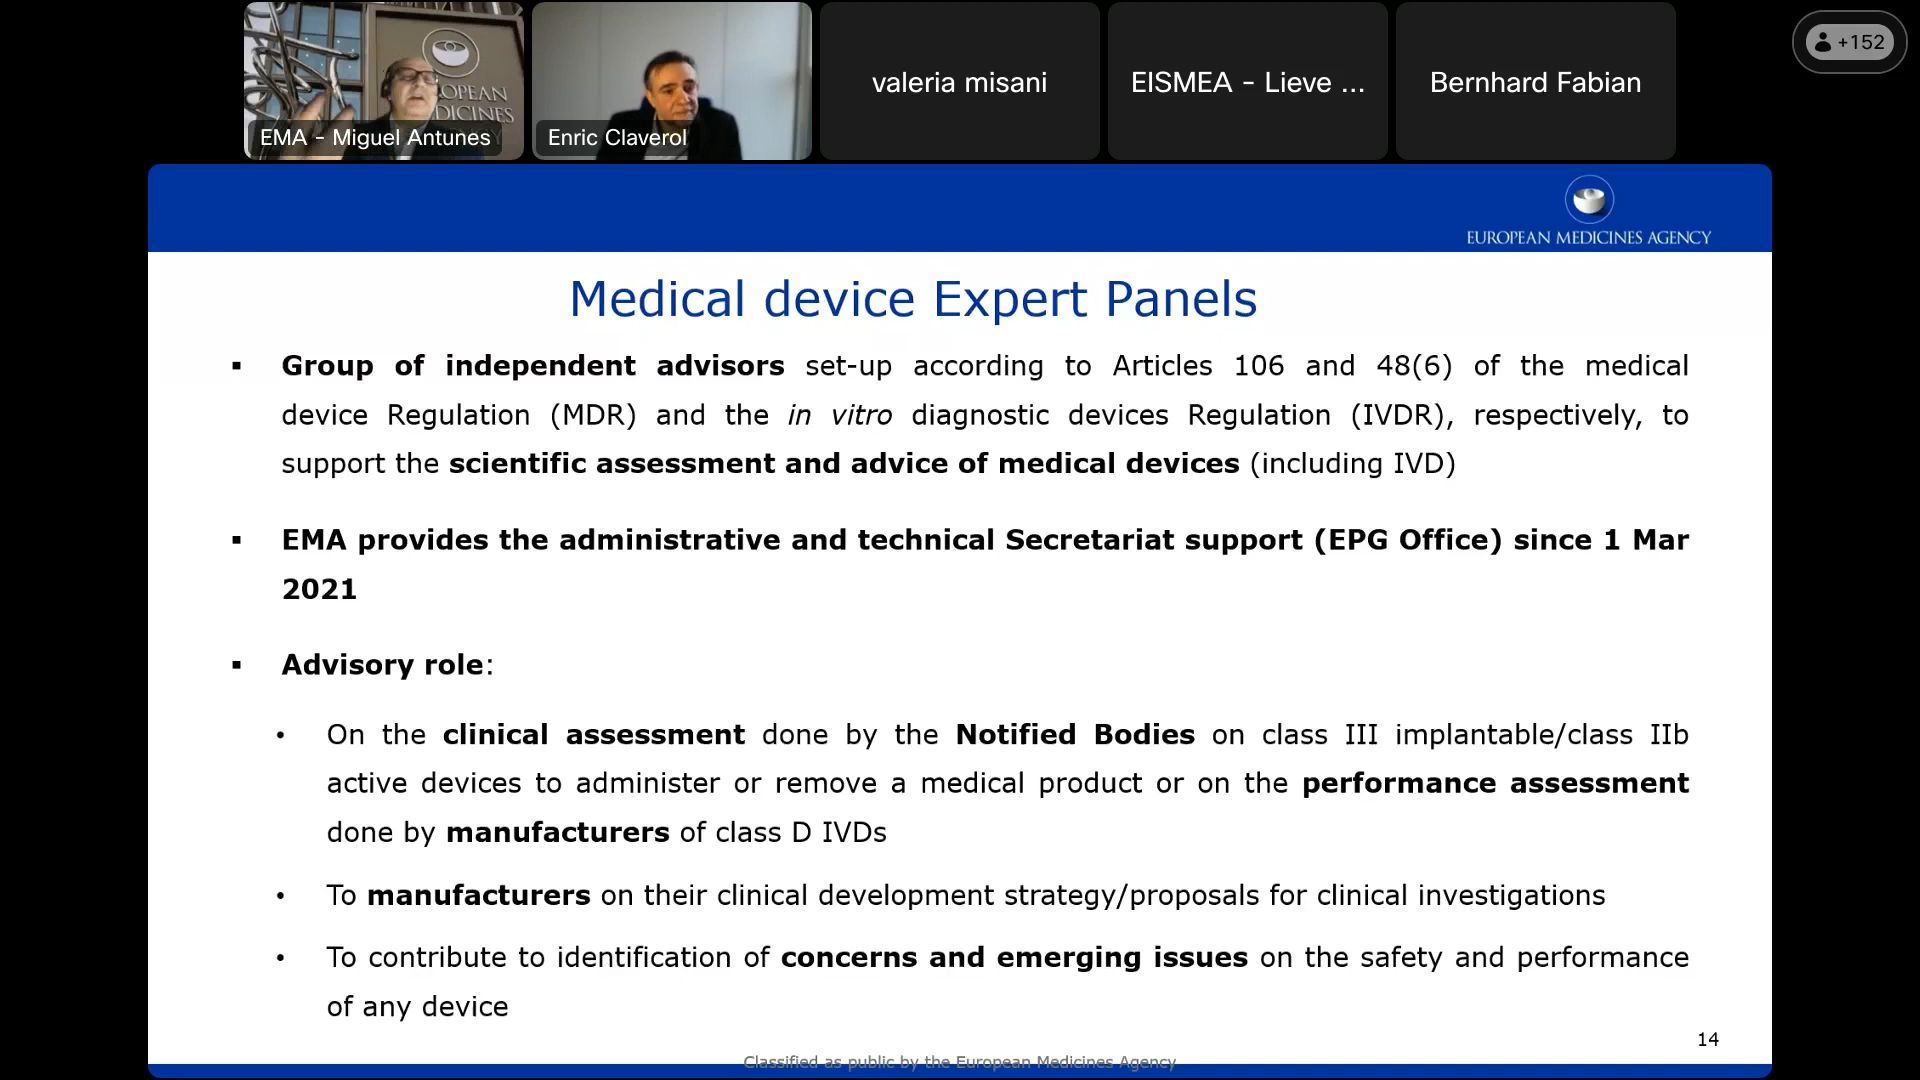 OPEAN
MEDICINES
EMA - Miguel Antunes
Enric Claverol
valeria misani
EISMEA - Lieve ...
Bernhard Fabian
+152
EUROPEAN MEDICINES AGENCY
Medical device Expert Panels
▪ Group of independent advisors set-up according to Articles 106 and 48(6) of the medical
device Regulation (MDR) and the in vitro diagnostic devices Regulation (IVDR), respectively, to
support the scientific assessment and advice of medical devices (including IVD)
▪ EMA provides the administrative and technical Secretariat support (EPG Office) since 1 Mar
2021
▪ Advisory role:
• On the clinical assessment done by the Notified Bodies on class III implantable/class IIb
active devices to administer or remove a medical product or on the performance assessment
done by manufacturers of class D IVDs
• To manufacturers on their clinical development strategy/proposals for clinical investigations
• To contribute to identification of concerns and emerging issues on the safety and performance
of any device
14
Classified as public by the European Medicines Agency